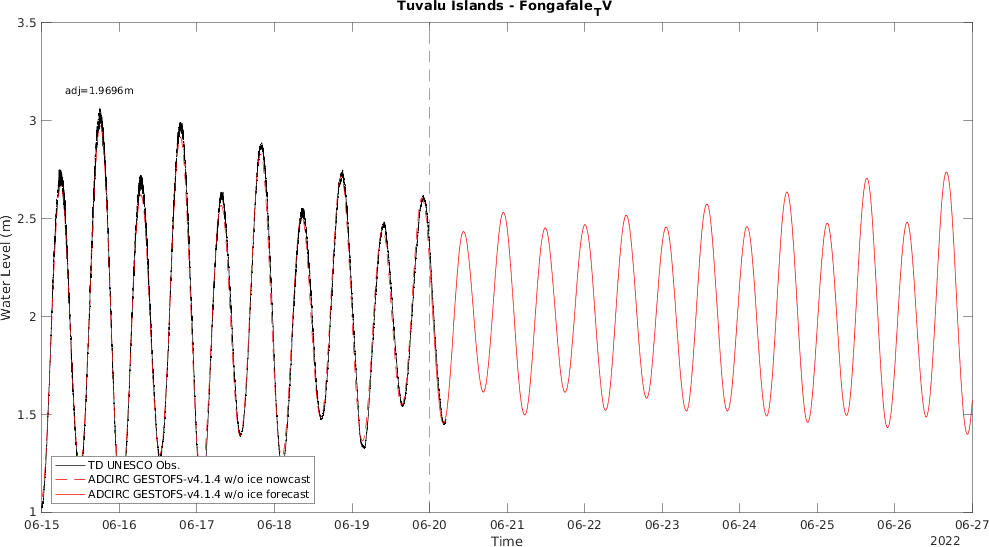 Tuvalu Islands - Fongafale_TV
3.5
adj=1.9696m
3
2.5
Water Level (m)
2
1.5
TD UNESCO Obs.
ADCIRC GESTOFS-v4.1.4 w/o ice nowcast
ADCIRC GESTOFS-v4.1.4 w/o ice forecast
1
06-15 06-16 06-17 06-18 06-19 06-20 06-21 06-22 06-23 06-24 06-25 06-26 06-27
Time
2022